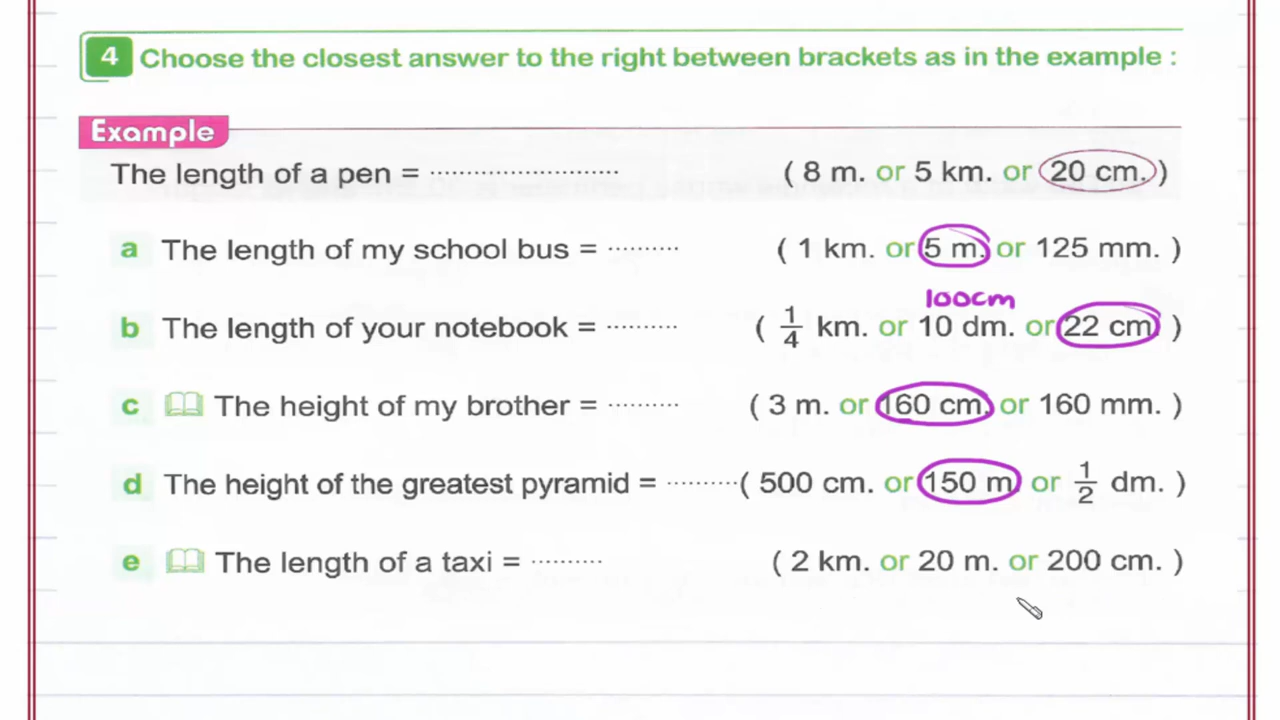 4 Choose the closest answer to the right between brackets as in the example :
Example
The length of a pen = ........................ ( 8 m. or 5 km. or 20 cm. )
a The length of my school bus = .......... ( 1 km. or 5 m. or 125 mm. )
100cm
b The length of your notebook = .......... ( 1/4 km. or 10 dm. or 22 cm. )
c The height of my brother = .......... ( 3 m. or 160 cm. or 160 mm. )
d The height of the greatest pyramid = .......... ( 500 cm. or 150 m. or 1/2 dm. )
e The length of a taxi = .......... ( 2 km. or 20 m. or 200 cm. )